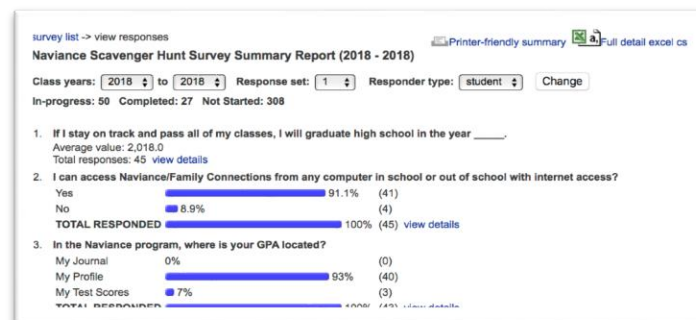 survey list -> view responses
Printer-friendly summary Full detail excel cs
Naviance Scavenger Hunt Survey Summary Report (2018 - 2018)
Class years: 2018 to 2018 Response set: 1 Responder type: student Change
In-progress: 50 Completed: 27 Not Started: 308
1. If I stay on track and pass all of my classes, I will graduate high school in the year _____.
Average value: 2,018.0
Total responses: 45 view details
2. I can access Naviance/Family Connections from any computer in school or out of school with internet access?
Yes 91.1% (41)
No 8.9% (4)
TOTAL RESPONDED 100% (45) view details
3. In the Naviance program, where is your GPA located?
My Journal 0% (0)
My Profile 93% (40)
My Test Scores 7% (3)
TOTAL RESPONDED 100% (43) view details